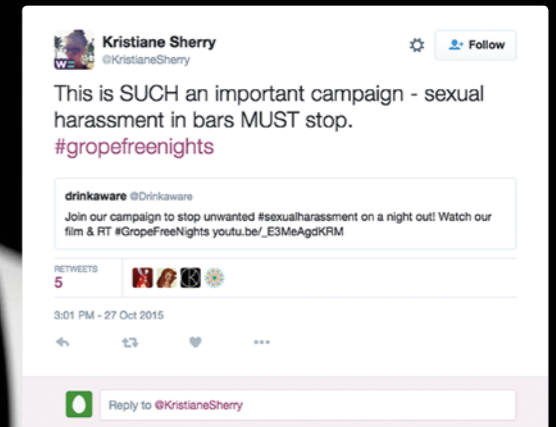 Kristiane Sherry
@KristianeSherry
Follow
This is SUCH an important campaign - sexual
harassment in bars MUST stop.
#gropefreenights
drinkaware @Drinkaware
Join our campaign to stop unwanted #sexualharassment on a night out! Watch our
film & RT #GropeFreeNights youtu.be/_E3MeAgdKRM
RETWEETS
5
3:01 PM - 27 Oct 2015
Reply to @KristianeSherry